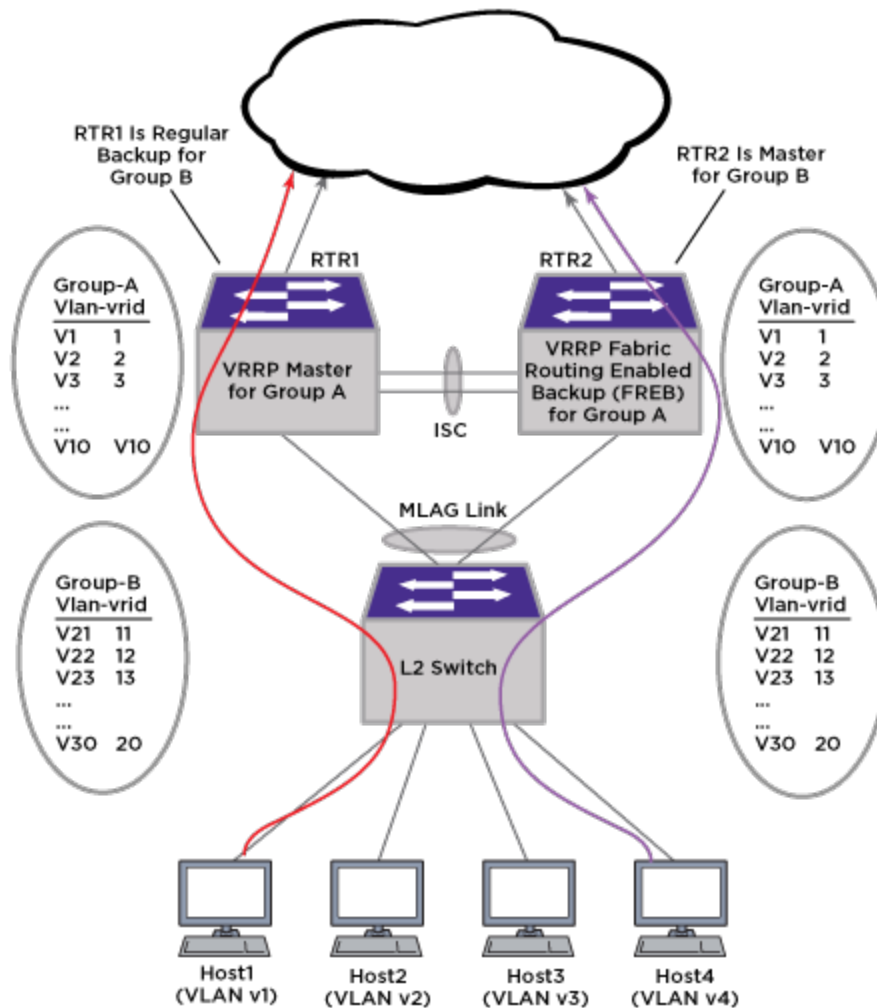 RTR1 Is Regular
Backup for
Group B
RTR2 Is Master
for Group B
RTR1
RTR2
Group-A
Vlan-vrid
V1 1
V2 2
V3 3
...
...
V10 V10
VRRP Master
for Group A
ISC
VRRP Fabric
Routing Enabled
Backup (FREB)
for Group A
Group-A
Vlan-vrid
V1 1
V2 2
V3 3
...
...
V10 V10
MLAG Link
Group-B
Vlan-vrid
V21 11
V22 12
V23 13
...
...
V30 20
L2 Switch
Group-B
Vlan-vrid
V21 11
V22 12
V23 13
...
...
V30 20
Host1
(VLAN v1)
Host2
(VLAN v2)
Host3
(VLAN v3)
Host4
(VLAN v4)